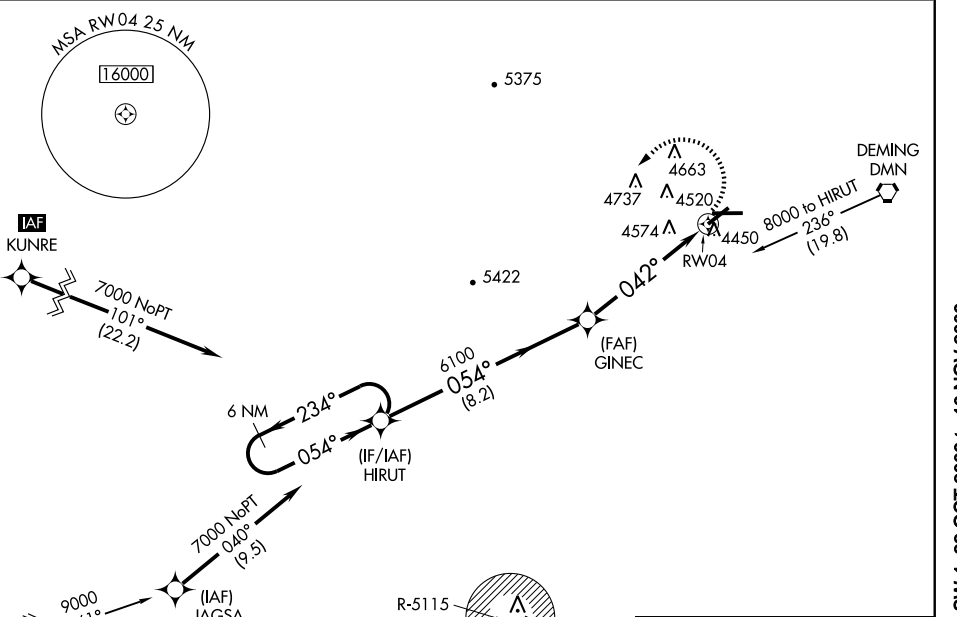 MSA RW04 25 NM
16000
5375
4663
4737
4520
4574
4450
RW04
DEMING
DMN
8000 to HIRUT
236°
(19.8)
IAF
KUNRE
7000 NoPT
101°
(22.2)
5422
042°
(FAF)
GINEC
6100
054°
(8.2)
6 NM
234°
054°
(IF/IAF)
HIRUT
7000 NoPT
040°
(9.5)
(IAF)
9000
R-5115